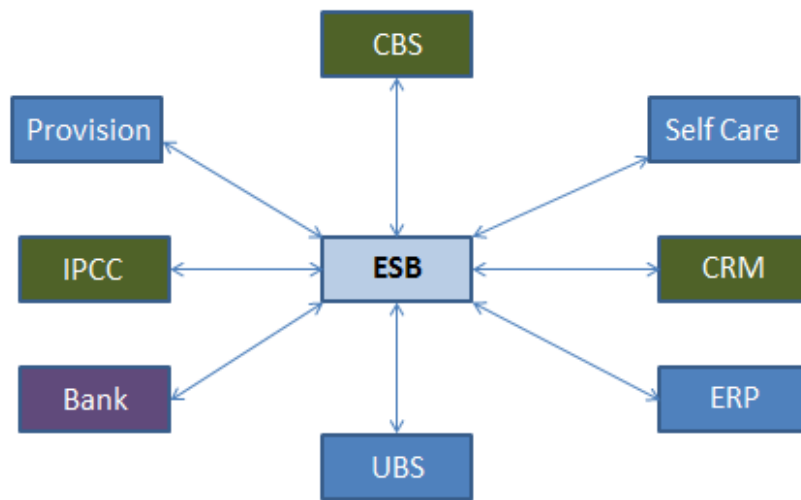 CBS
Provision
Self Care
IPCC
ESB
CRM
Bank
ERP
UBS